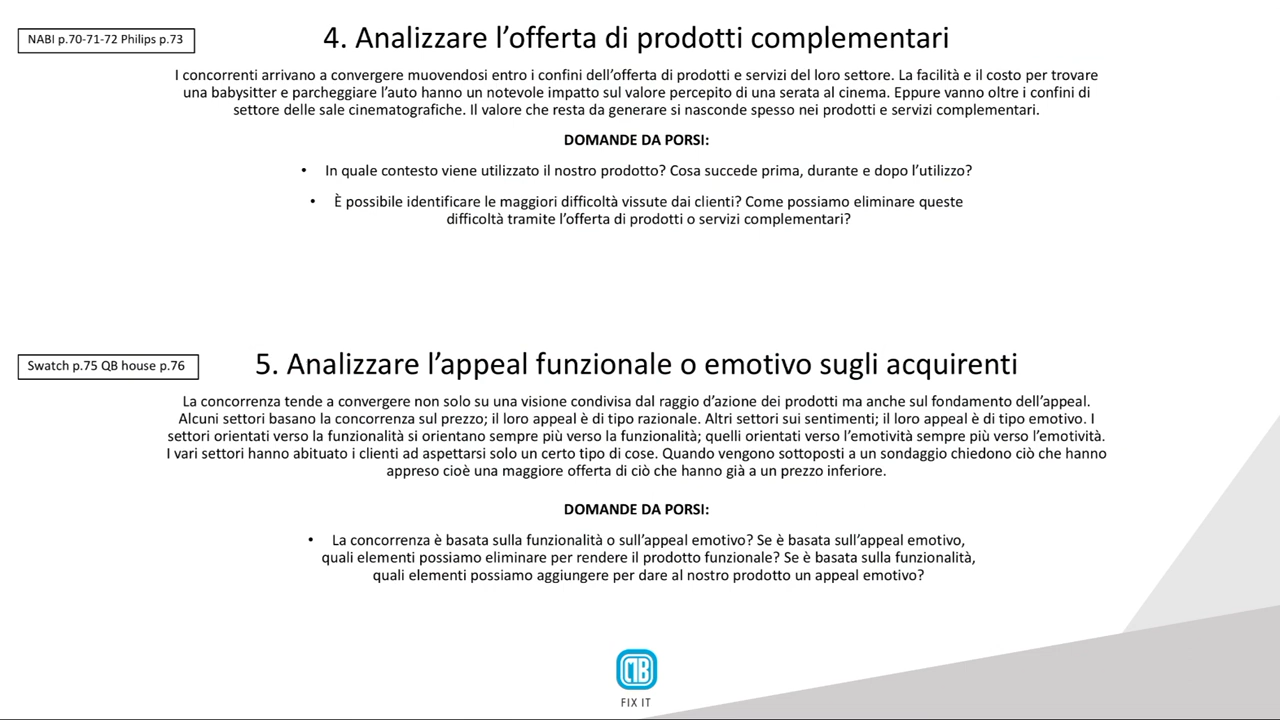 NABI p.70-71-72 Philips p.73
4. Analizzare l’offerta di prodotti complementari
I concorrenti arrivano a convergere muovendosi entro i confini dell’offerta di prodotti e servizi del loro settore. La facilità e il costo per trovare
una babysitter e parcheggiare l’auto hanno un notevole impatto sul valore percepito di una serata al cinema. Eppure vanno oltre i confini di
settore delle sale cinematografiche. Il valore che resta da generare si nasconde spesso nei prodotti e servizi complementari.
DOMANDE DA PORSI:
• In quale contesto viene utilizzato il nostro prodotto? Cosa succede prima, durante e dopo l’utilizzo?
• È possibile identificare le maggiori difficoltà vissute dai clienti? Come possiamo eliminare queste
difficoltà tramite l’offerta di prodotti o servizi complementari?
Swatch p.75 QB house p.76
5. Analizzare l’appeal funzionale o emotivo sugli acquirenti
La concorrenza tende a convergere non solo su una visione condivisa dal raggio d’azione dei prodotti ma anche sul fondamento dell’appeal.
Alcuni settori basano la concorrenza sul prezzo; il loro appeal è di tipo razionale. Altri settori sui sentimenti; il loro appeal è di tipo emotivo. I
settori orientati verso la funzionalità si orientano sempre più verso la funzionalità; quelli orientati verso l’emotività sempre più verso l’emotività.
I vari settori hanno abituato i clienti ad aspettarsi solo un certo tipo di cose. Quando vengono sottoposti a un sondaggio chiedono ciò che hanno
appreso cioè una maggiore offerta di ciò che hanno già a un prezzo inferiore.
DOMANDE DA PORSI:
• La concorrenza è basata sulla funzionalità o sull’appeal emotivo? Se è basata sull’appeal emotivo,
quali elementi possiamo eliminare per rendere il prodotto funzionale? Se è basata sulla funzionalità,
quali elementi possiamo aggiungere per dare al nostro prodotto un appeal emotivo?
MB
FIX IT